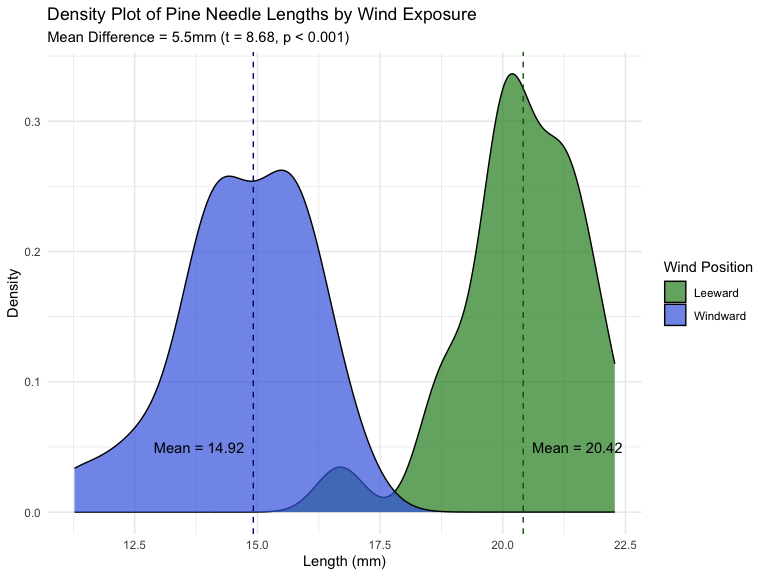 Density Plot of Pine Needle Lengths by Wind Exposure
Mean Difference = 5.5mm (t = 8.68, p < 0.001)
0.3
0.2
0.1
0.0
Density
Mean = 14.92
Mean = 20.42
12.5
15.0
17.5
20.0
22.5
Length (mm)
Wind Position
Leeward
Windward